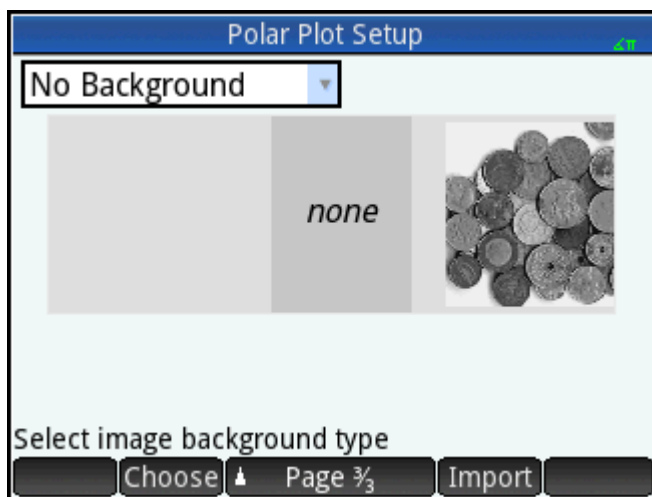 Polar Plot Setup
∡π
No Background
none
Select image background type
Choose
Page 3/3
Import